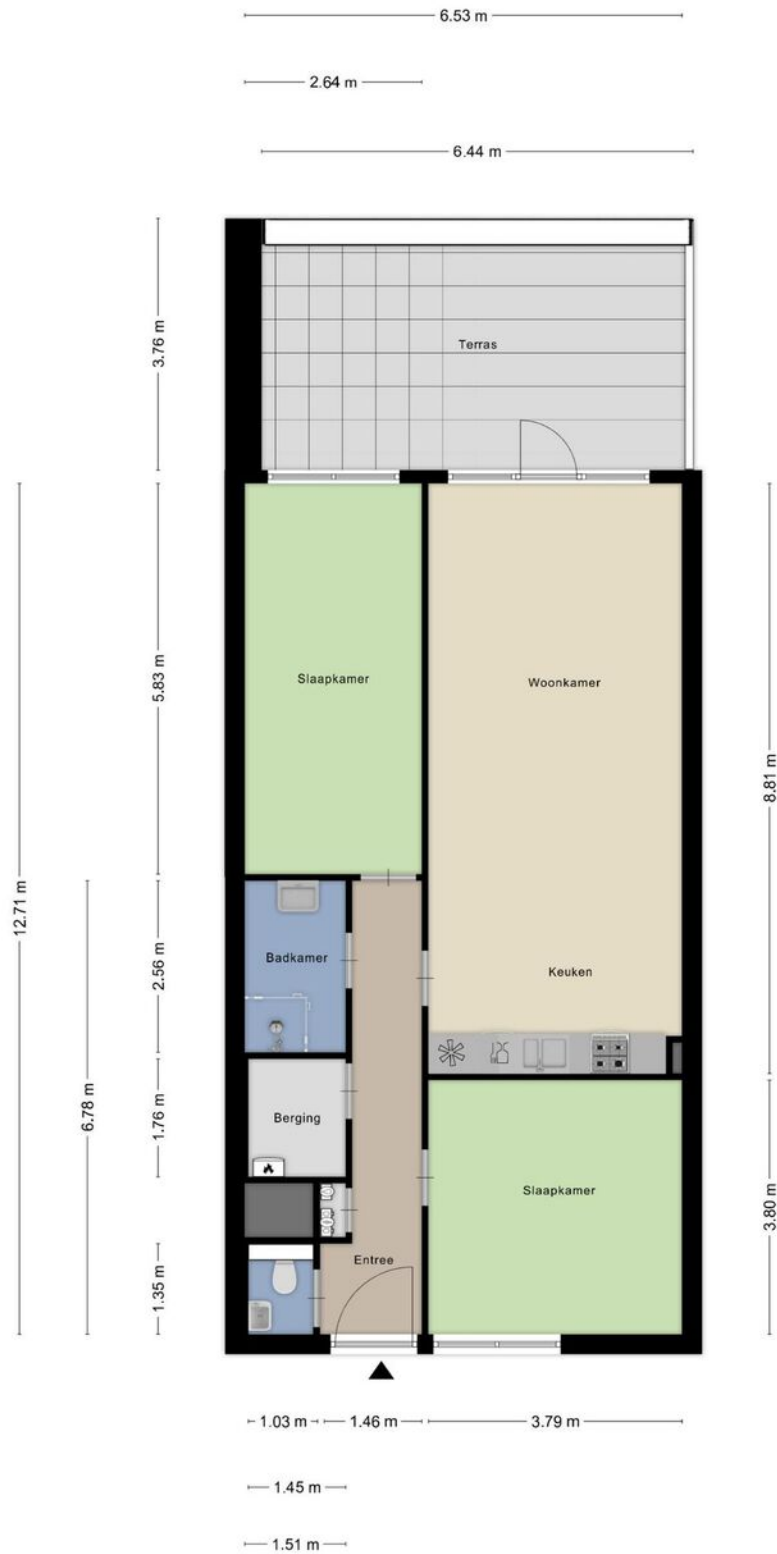 6.53 m
2.64 m
6.44 m
3.76 m
Terras
5.83 m
Slaapkamer
Woonkamer
8.81 m
12.71 m
Badkamer
2.56 m
Keuken
6.78 m
1.76 m
Berging
Slaapkamer
3.80 m
Entree
1.35 m
1.03 m
1.46 m
3.79 m
1.45 m
1.51 m